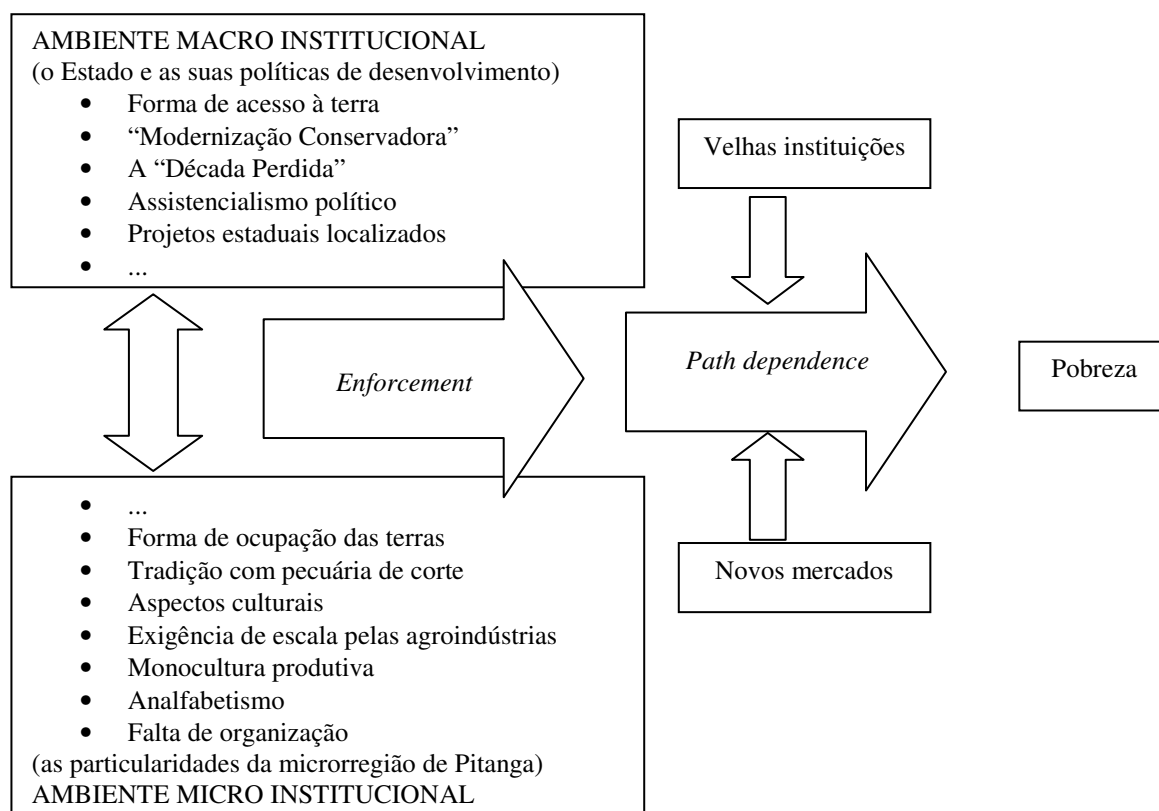 AMBIENTE MACRO INSTITUCIONAL
(o Estado e as suas políticas de desenvolvimento)
• Forma de acesso à terra
• “Modernização Conservadora”
• A “Década Perdida”
• Assistencialismo político
• Projetos estaduais localizados
• ...
Velhas instituições
Enforcement
Path dependence
Pobreza
Novos mercados
• ...
• Forma de ocupação das terras
• Tradição com pecuária de corte
• Aspectos culturais
• Exigência de escala pelas agroindústrias
• Monocultura produtiva
• Analfabetismo
• Falta de organização
(as particularidades da microrregião de Pitanga)
AMBIENTE MICRO INSTITUCIONAL